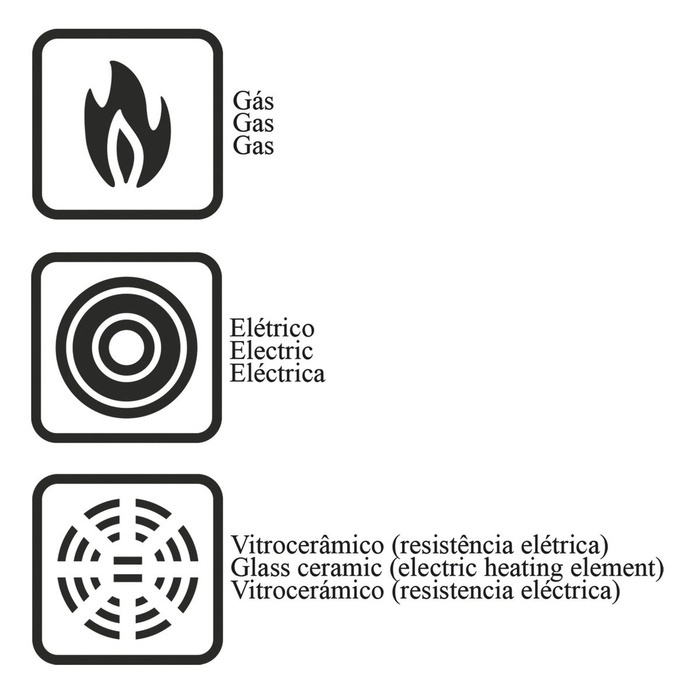 Gás
Gas
Gas
Elétrico
Electric
Eléctrica
Vitrocerâmico (resistência elétrica)
Glass ceramic (electric heating element)
Vitrocerámico (resistencia eléctrica)